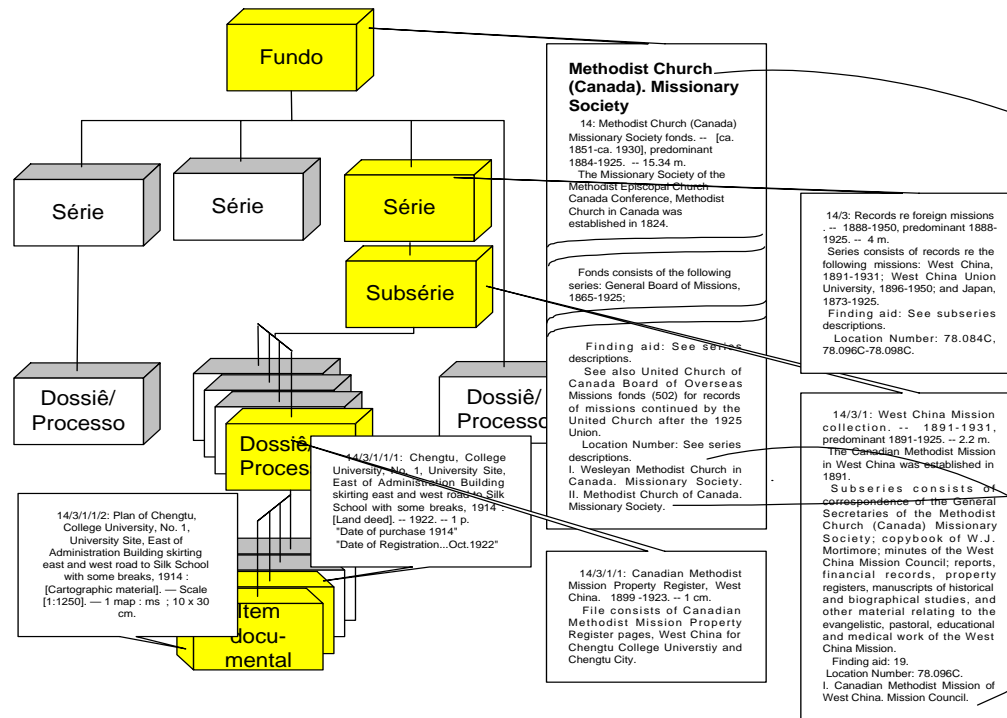 Fundo
Série
Série
Série
Subsérie
Dossiê/
Processo
Dossiê/
Proces
Dossiê/
Processo
Item
docu-
mental
Methodist Church
(Canada). Missionary
Society
14: Methodist Church (Canada)
Missionary Society fonds. -- [ca.
1851-ca. 1930], predominant
1884-1925. -- 15.34 m.
The Missionary Society of the
Methodist Episcopal Church
Canada Conference, Methodist
Church in Canada was
established in 1824.
Fonds consists of the following
series: General Board of Missions,
1865-1925;
Finding aid: See series
descriptions.
See also United Church of
Canada Board of Overseas
Missions fonds (502) for records
of missions continued by the
United Church after the 1925
Union.
Location Number: See series
descriptions.
I. Wesleyan Methodist Church in
Canada. Missionary Society.
II. Methodist Church of Canada.
Missionary Society.
14/3: Records re foreign missions
. -- 1888-1950, predominant 1888-
1925. -- 4 m.
Series consists of records re the
following missions: West China,
1891-1931; West China Union
University, 1896-1950; and Japan,
1873-1925.
Finding aid: See subseries
descriptions.
Location Number: 78.084C,
78.096C-78.098C.
14/3/1: West China Mission
collection. -- 1891-1931,
predominant 1891-1925. -- 2.2 m.
The Canadian Methodist Mission
in West China was established in
1891.
Subseries consists of
correspondence of the General
Secretaries of the Methodist
Church (Canada) Missionary
Society; copybook of W.J.
Mortimore; minutes of the
West China Mission Council; reports,
financial records, property
registers, manuscripts of historical
and biographical studies, and
other material relating to the
evangelistic, pastoral, educational
and medical work of the West
China Mission.
Finding aid: 19.
Location Number: 78.096C.
I. Canadian Methodist Mission of
West China. Mission Council.
14/3/1/1/1: Chengtu, College
University, No. 1, University Site,
East of Administration Building
skirting east and west road to Silk
School with some breaks, 1914 :
[Land deed]. -- 1922. -- 1 p.
"Date of purchase 1914"
"Date of Registration...Oct.1922"
14/3/1/1/2: Plan of Chengtu,
College University, No. 1,
University Site, East of
Administration Building skirting
east and west road to Silk School
with some breaks, 1914 :
[Cartographic material]. — Scale
[1:1250]. — 1 map : ms ; 10 x 30
cm.
14/3/1/1: Canadian Methodist
Mission Property Register, West
China. 1899 -1923. -- 1 cm.
File consists of Canadian
Methodist Mission Property
Register pages, West China for
Chengtu College Universtiy and
Chengtu City.